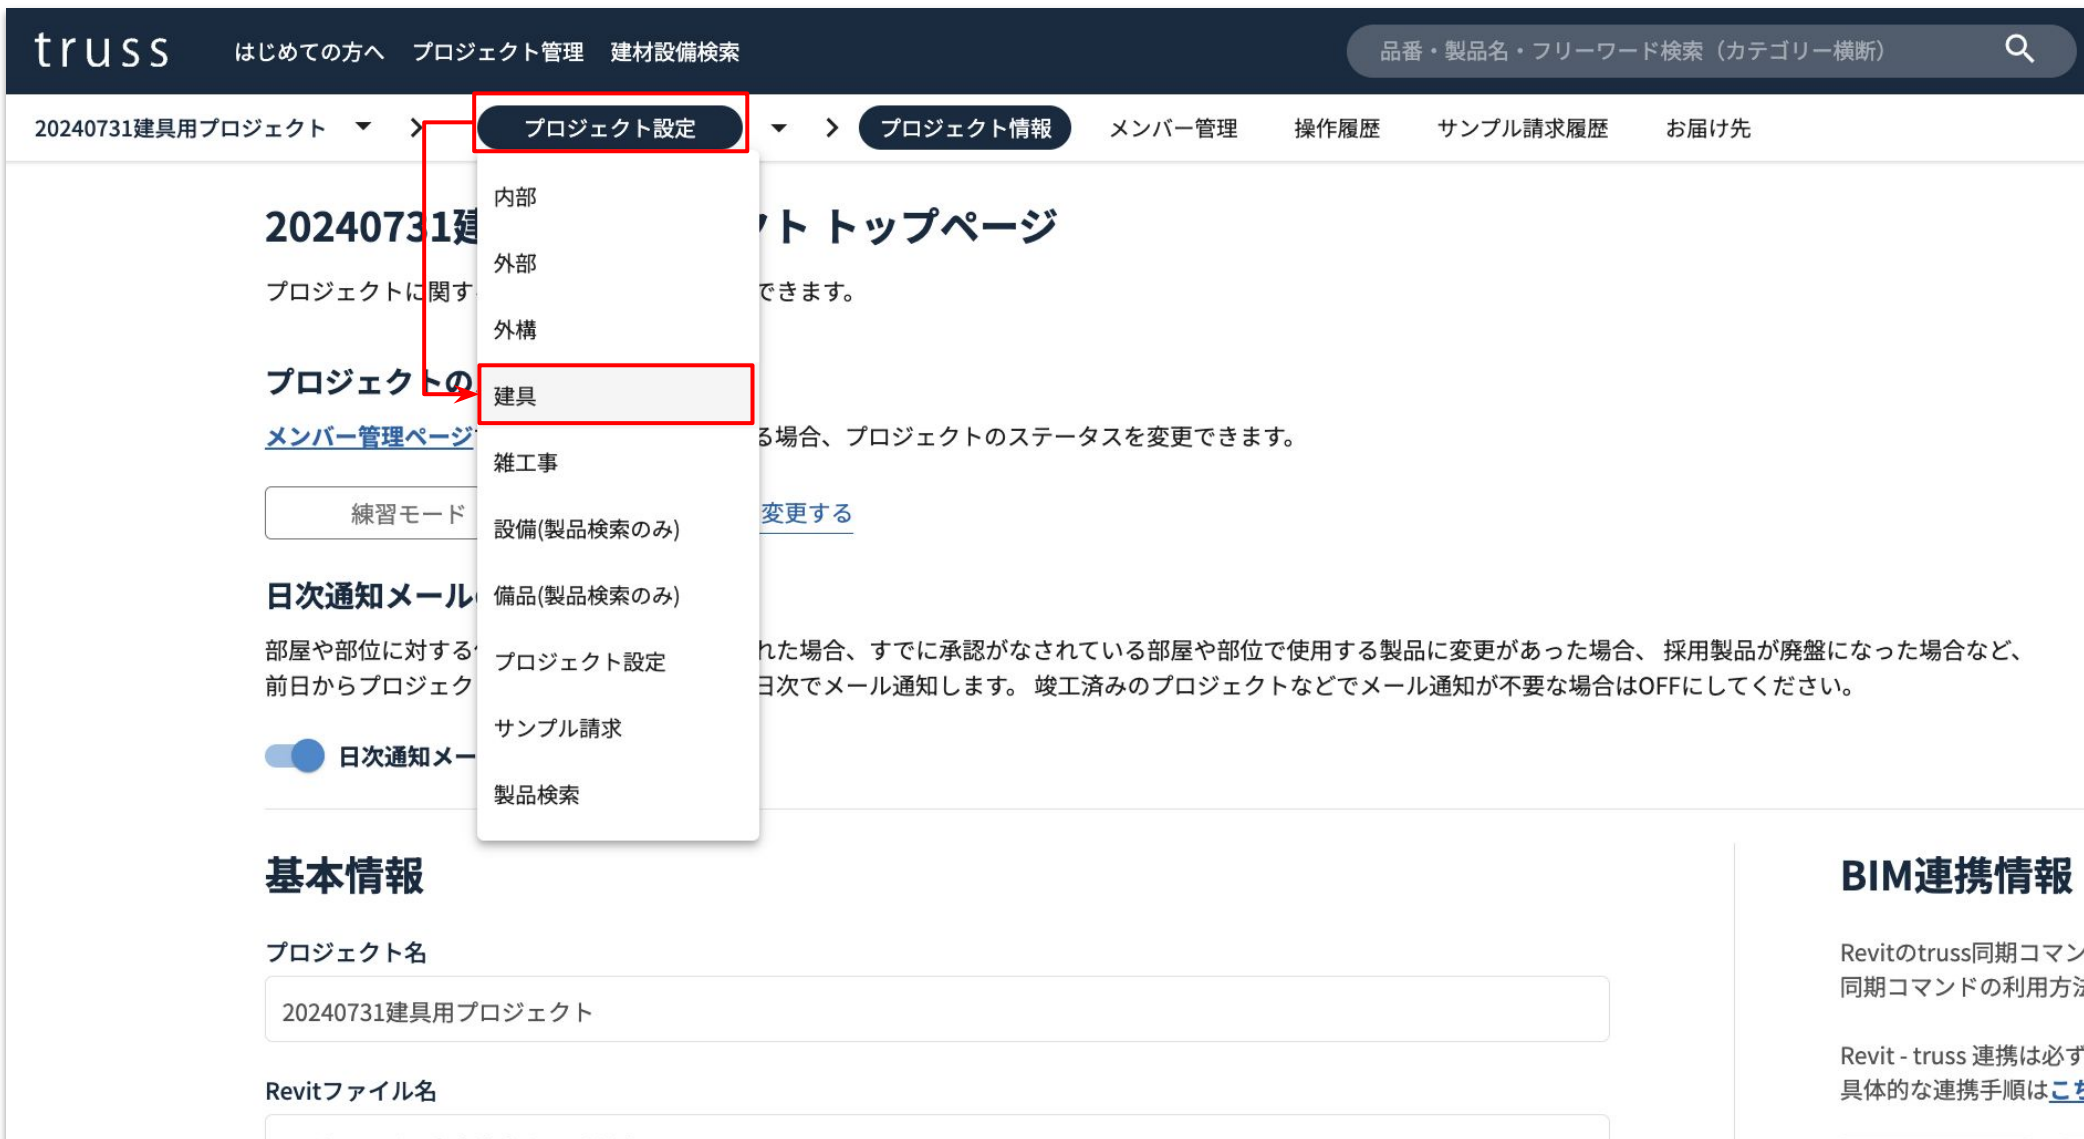 truss はじめての方へ プロジェクト管理 建材設備検索 品番・製品名・フリーワード検索（カテゴリー横断）
20240731建具用プロジェクト プロジェクト設定 プロジェクト情報 メンバー管理 操作履歴 サンプル請求履歴 お届け先
内部
外部
外構
建具
雑工事
設備(製品検索のみ)
備品(製品検索のみ)
プロジェクト設定
サンプル請求
製品検索
20240731建 クト トップページ
プロジェクトに関す できます。
プロジェクトの
メンバー管理ページ る場合、プロジェクトのステータスを変更できます。
練習モード 変更する
日次通知メール
部屋や部位に対する れた場合、すでに承認がなされている部屋や部位で使用する製品に変更があった場合、 採用製品が廃盤になった場合など、
前日からプロジェク 日次でメール通知します。 竣工済みのプロジェクトなどでメール通知が不要な場合はOFFにしてください。
日次通知メー
基本情報
プロジェクト名
20240731建具用プロジェクト
Revitファイル名
BIM連携情報
Revitのtruss同期コマン
同期コマンドの利用方法
Revit - truss 連携は必ず
具体的な連携手順はこち